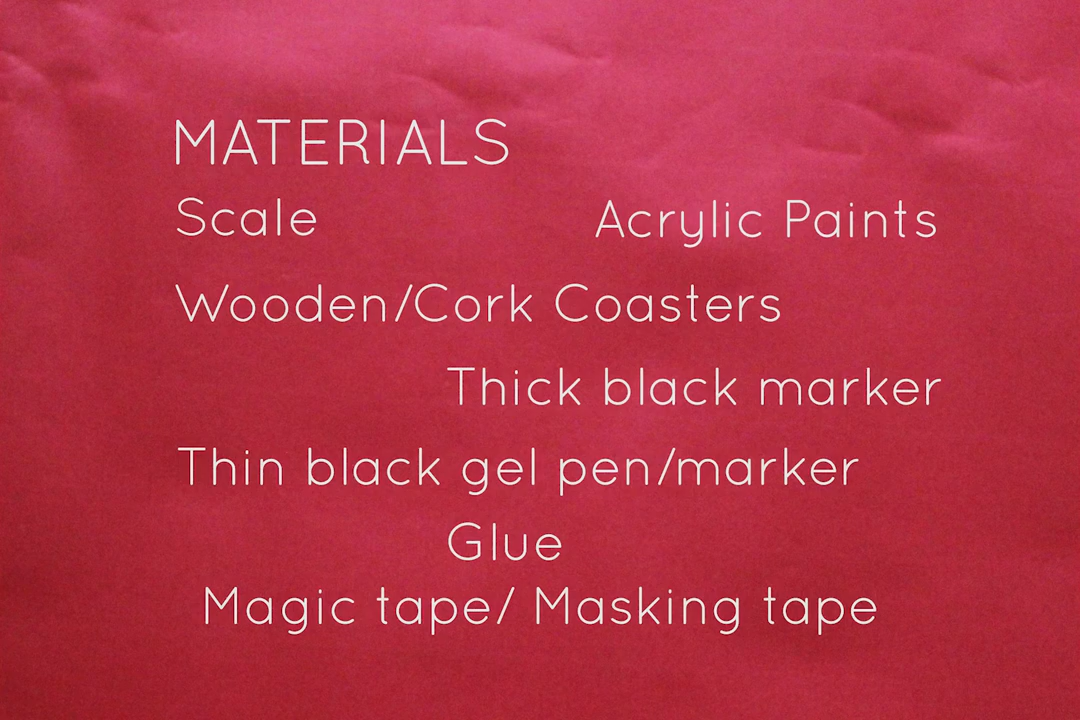 MATERIALS
Scale Acrylic Paints
Wooden/Cork Coasters
Thick black marker
Thin black gel pen/marker
Glue
Magic tape/ Masking tape